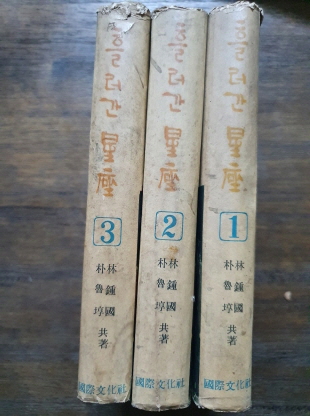 흘러간 星座
3
林鍾國
朴魯埻
共著
國際文化社
흘러간 星座
2
林鍾國
朴魯埻
共著
國際文化社
흘러간 星座
1
林鍾國
朴魯埻
共著
國際文化社